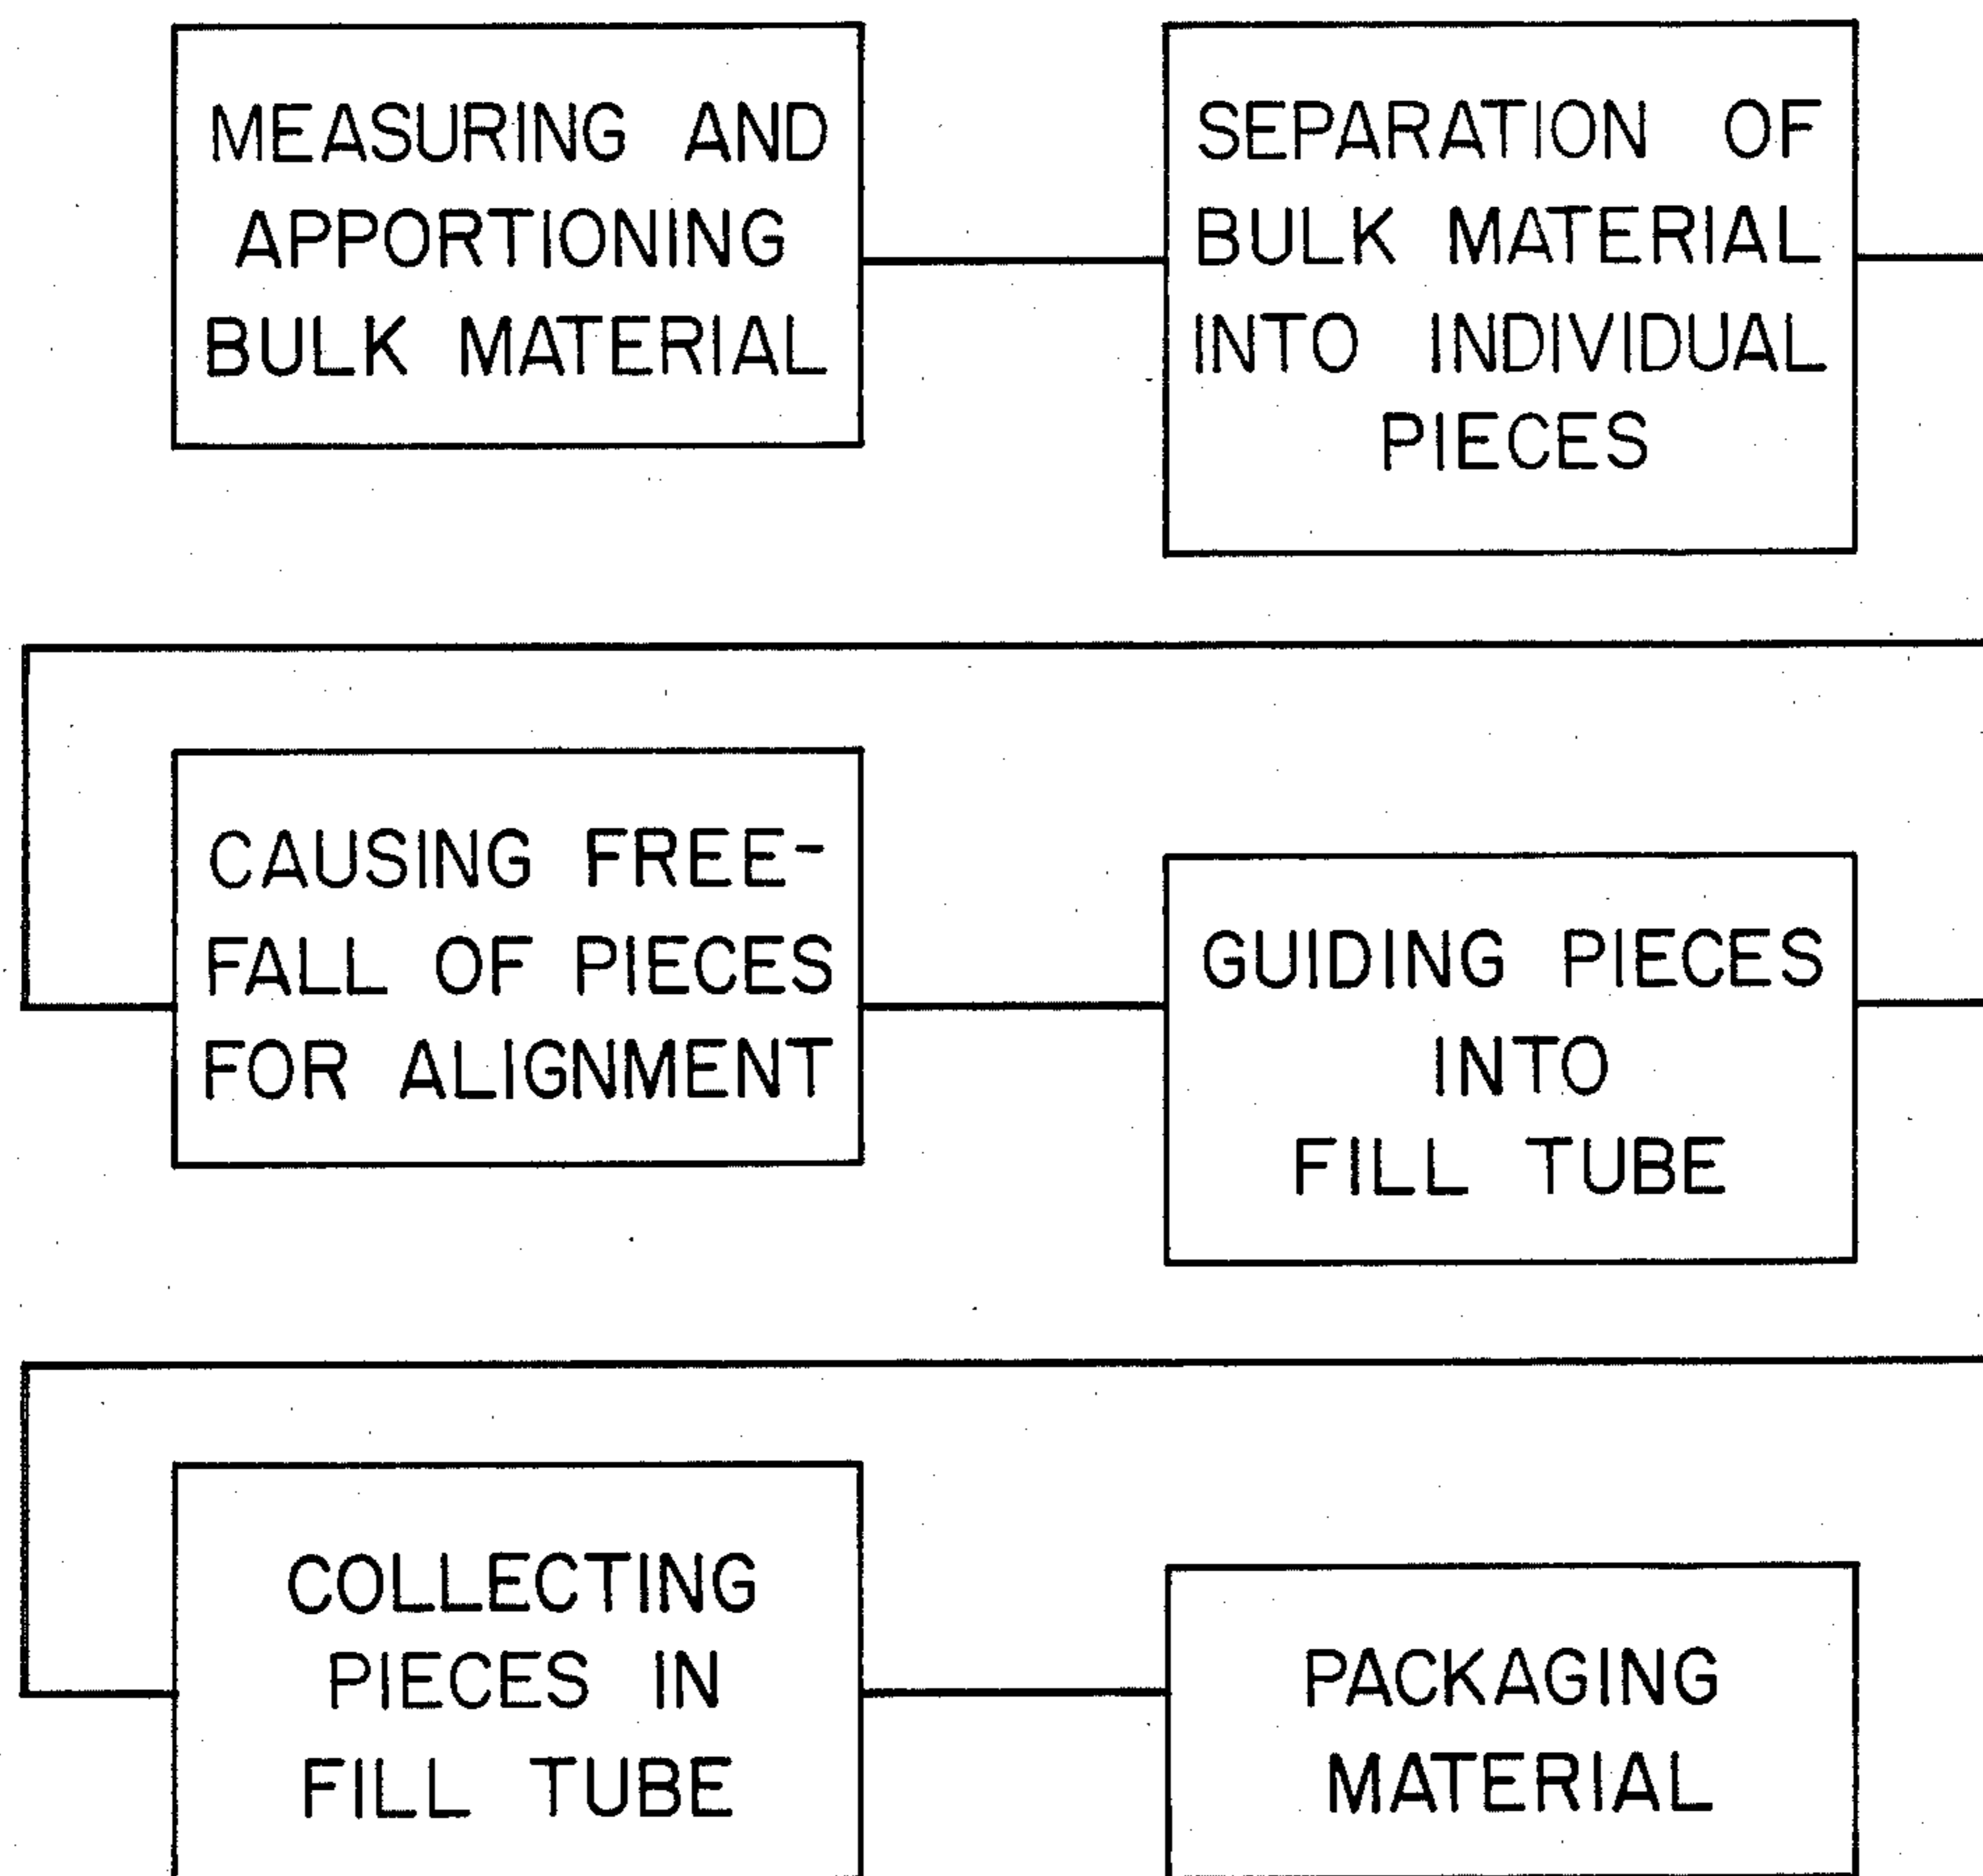 MEASURING AND
APPORTIONING
BULK MATERIAL
SEPARATION OF
BULK MATERIAL
INTO INDIVIDUAL
PIECES
CAUSING FREE-
FALL OF PIECES
FOR ALIGNMENT
GUIDING PIECES
INTO
FILL TUBE
COLLECTING
PIECES IN
FILL TUBE
PACKAGING
MATERIAL